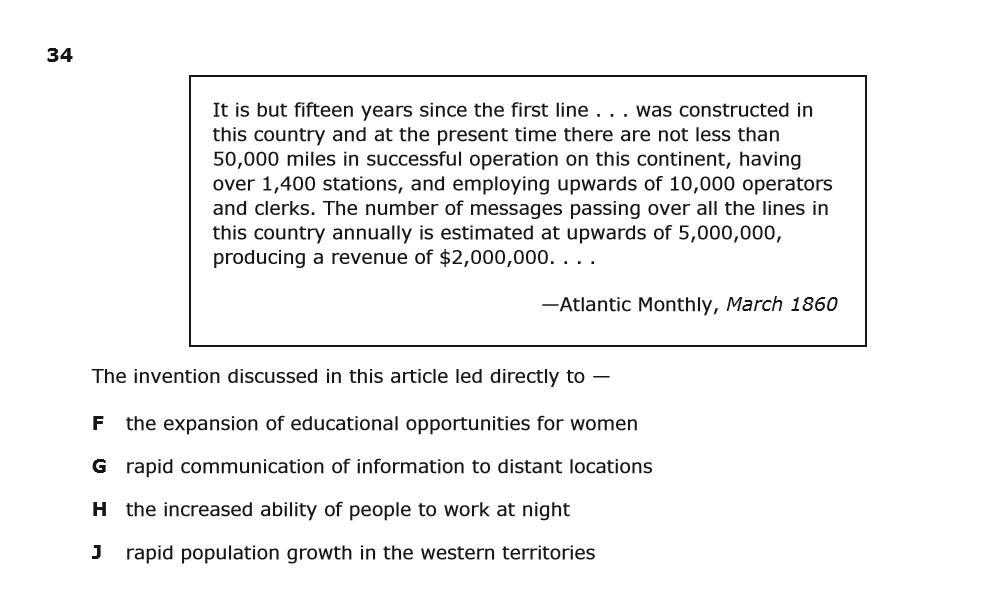 34
It is but fifteen years since the first line . . . was constructed in
this country and at the present time there are not less than
50,000 miles in successful operation on this continent, having
over 1,400 stations, and employing upwards of 10,000 operators
and clerks. The number of messages passing over all the lines in
this country annually is estimated at upwards of 5,000,000,
producing a revenue of $2,000,000. . . .
—Atlantic Monthly, March 1860
The invention discussed in this article led directly to —
F the expansion of educational opportunities for women
G rapid communication of information to distant locations
H the increased ability of people to work at night
J rapid population growth in the western territories